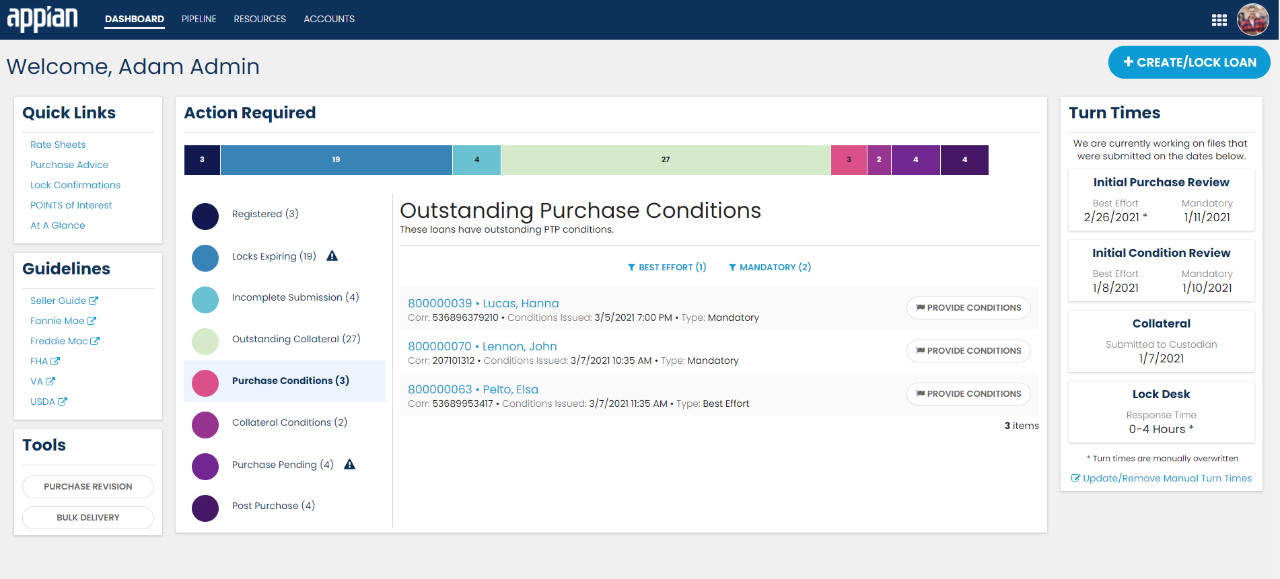 appian
DASHBOARD PIPELINE RESOURCES ACCOUNTS
Welcome, Adam Admin
+ CREATE/LOCK LOAN
Quick Links
Rate Sheets
Purchase Advice
Lock Confirmations
POINTS of Interest
At A Glance
Guidelines
Seller Guide
Fannie Mae
Freddie Mac
FHA
VA
USDA
Tools
PURCHASE REVISION
BULK DELIVERY
Action Required
3 19 4 27 3 2 4 4
Registered (3)
Locks Expiring (19)
Incomplete Submission (4)
Outstanding Collateral (27)
Purchase Conditions (3)
Collateral Conditions (2)
Purchase Pending (4)
Post Purchase (4)
Outstanding Purchase Conditions
These loans have outstanding PTP conditions.
BEST EFFORT (1) MANDATORY (2)
800000039 • Lucas, Hanna
Corr: 536896379210 • Conditions Issued: 3/5/2021 7:00 PM • Type: Mandatory
PROVIDE CONDITIONS
800000070 • Lennon, John
Corr: 207101312 • Conditions Issued: 3/7/2021 10:35 AM • Type: Mandatory
PROVIDE CONDITIONS
800000063 • Pelto, Elsa
Corr: 53689953417 • Conditions Issued: 3/7/2021 11:35 AM • Type: Best Effort
PROVIDE CONDITIONS
3 items
Turn Times
We are currently working on files that
were submitted on the dates below.
Initial Purchase Review
Best Effort Mandatory
2/26/2021 * 1/11/2021
Initial Condition Review
Best Effort Mandatory
1/8/2021 1/10/2021
Collateral
Submitted to Custodian
1/7/2021
Lock Desk
Response Time
0-4 Hours *
* Turn times are manually overwritten
Update/Remove Manual Turn Times